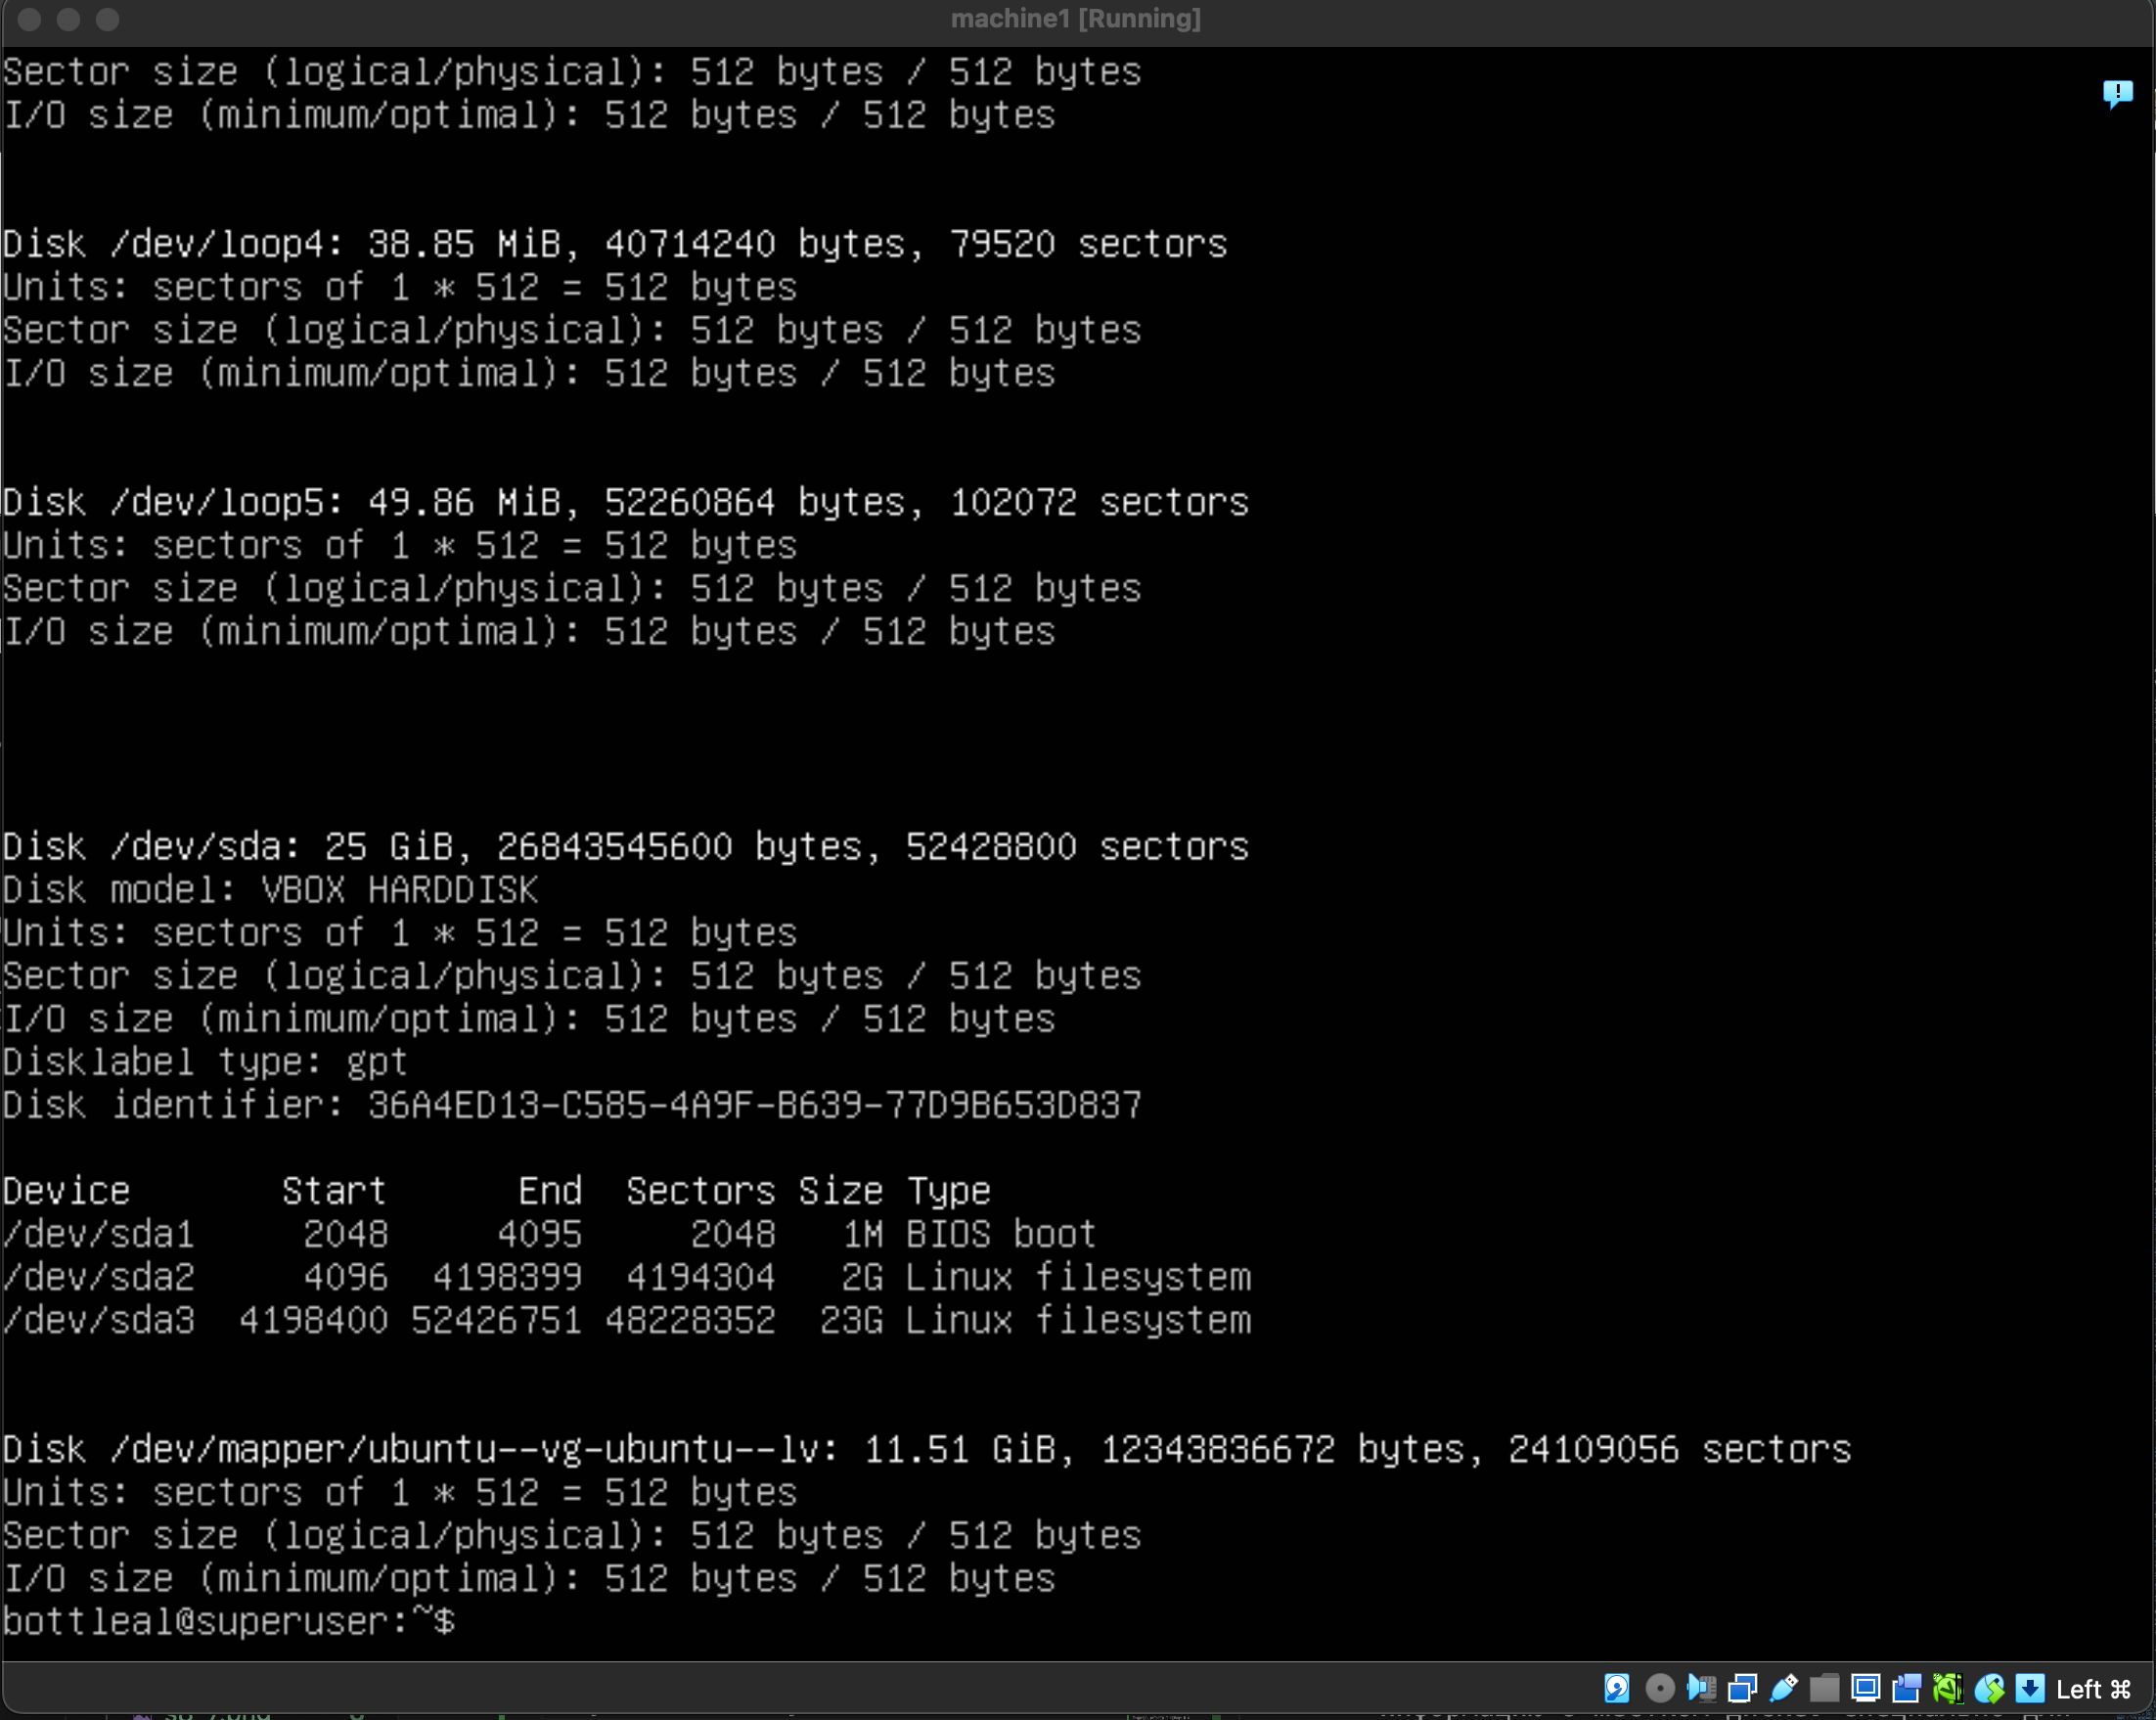 machine1 [Running]
Sector size (logical/physical): 512 bytes / 512 bytes
I/O size (minimum/optimal): 512 bytes / 512 bytes
Disk /dev/loop4: 38.85 MiB, 40714240 bytes, 79520 sectors
Units: sectors of 1 * 512 = 512 bytes
Sector size (logical/physical): 512 bytes / 512 bytes
I/O size (minimum/optimal): 512 bytes / 512 bytes
Disk /dev/loop5: 49.86 MiB, 52260864 bytes, 102072 sectors
Units: sectors of 1 * 512 = 512 bytes
Sector size (logical/physical): 512 bytes / 512 bytes
I/O size (minimum/optimal): 512 bytes / 512 bytes
Disk /dev/sda: 25 GiB, 26843545600 bytes, 52428800 sectors
Disk model: VBOX HARDDISK
Units: sectors of 1 * 512 = 512 bytes
Sector size (logical/physical): 512 bytes / 512 bytes
I/O size (minimum/optimal): 512 bytes / 512 bytes
Disklabel type: gpt
Disk identifier: 36A4ED13-C585-4A9F-B639-77D9B653D837
Device Start End Sectors Size Type
/dev/sda1 2048 4095 2048 1M BIOS boot
/dev/sda2 4096 4198399 4194304 2G Linux filesystem
/dev/sda3 4198400 52426751 48228352 23G Linux filesystem
Disk /dev/mapper/ubuntu--vg-ubuntu--lv: 11.51 GiB, 12343836672 bytes, 24109056 sectors
Units: sectors of 1 * 512 = 512 bytes
Sector size (logical/physical): 512 bytes / 512 bytes
I/O size (minimum/optimal): 512 bytes / 512 bytes
bottleal@superuser:~$
Left ⌘